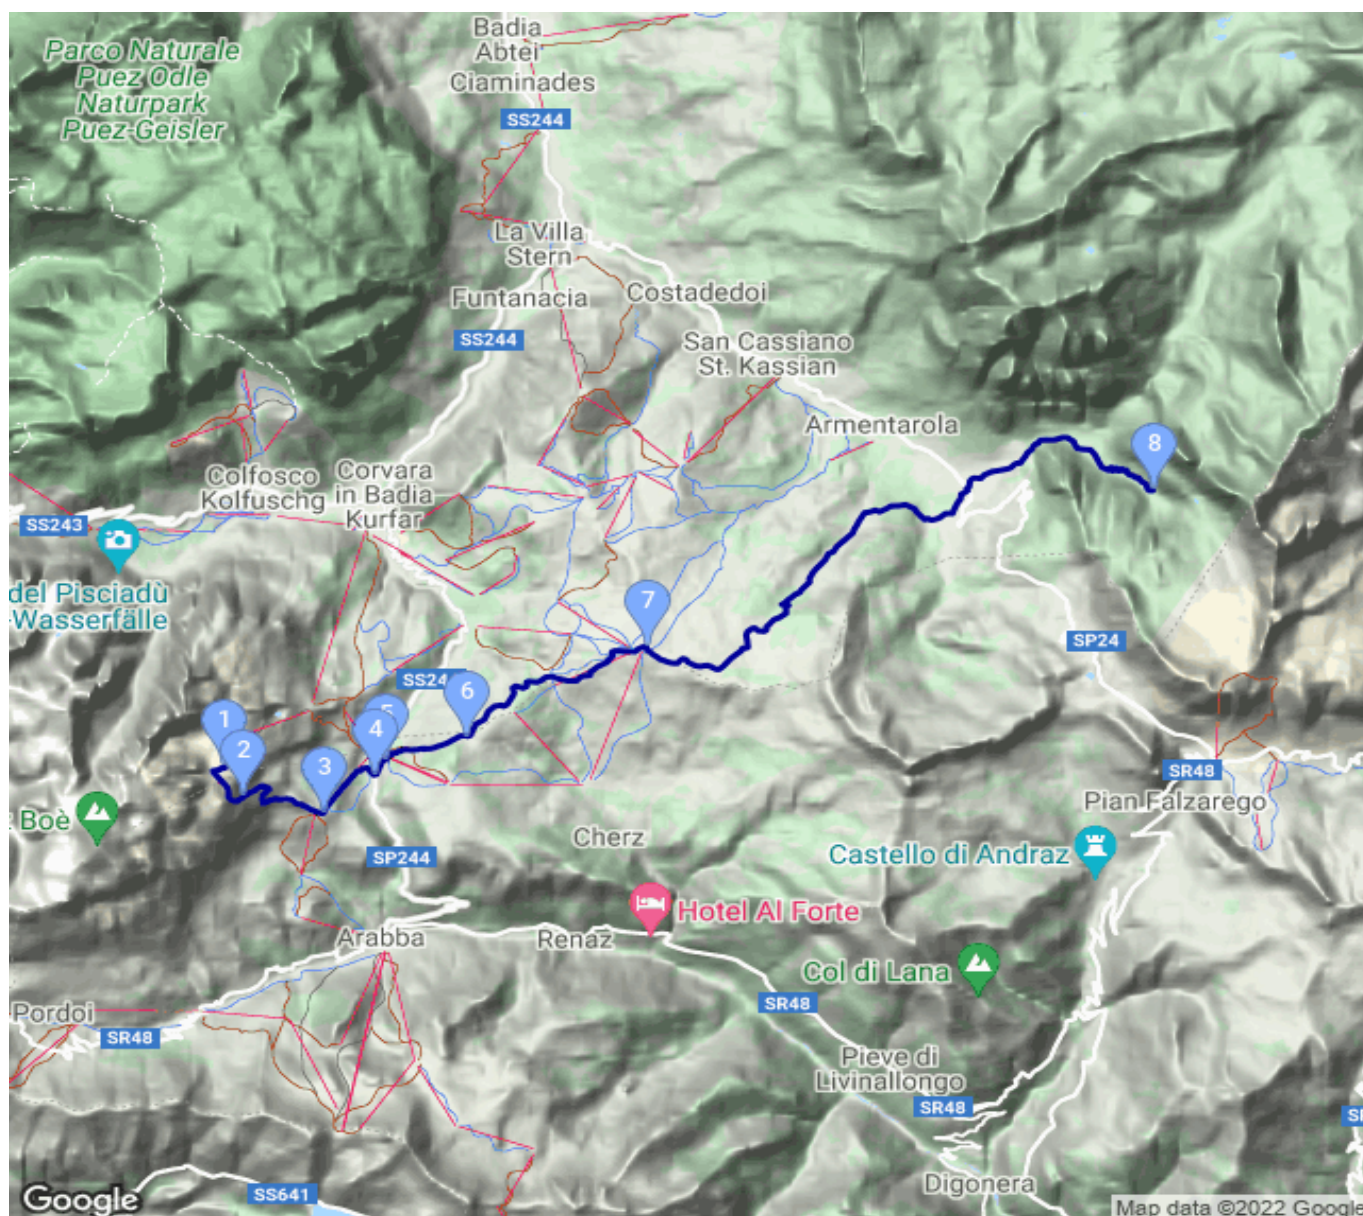 Badia
Abtei
Ciaminades
Parco Naturale
Puez Odle
Naturpark
Puez-Geisler
SS244
La Villa
Stern
Funtanacia
Costadedoi
SS244
San Cassiano
St. Kassian
Armentarola
8
Colfosco
Kolfuschg
Corvara
in Badia
Kurfar
SS243
del Pisciadù
-Wasserfälle
7
SP24
SS24
6
1
5
2
4
3
SR48
Boè
Pian Falzarego
Cherz
SP244
Castello di Andraz
Hotel Al Forte
Arabba
Renaz
Col di Lana
SR48
Pordoi
SR48
Pieve di
Livinallongo
SR48
Digonera
SS641
Google
Map data ©2022 Google